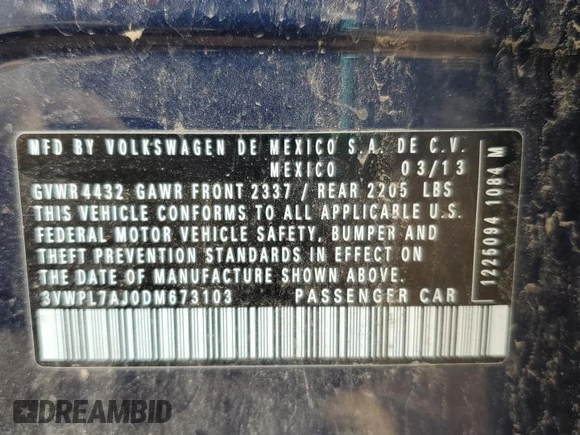 MFD BY VOLKSWAGEN DE MEXICO S.A. DE C.V.
MEXICO 03/13
GVWR 4432 GAWR FRONT 2337 / REAR 2205 LBS
THIS VEHICLE CONFORMS TO ALL APPLICABLE U.S.
FEDERAL MOTOR VEHICLE SAFETY, BUMPER AND
THEFT PREVENTION STANDARDS IN EFFECT ON
THE DATE OF MANUFACTURE SHOWN ABOVE.
3VWPL7AJ0DM673103 PASSENGER CAR
1225094 1084 M
DREAMBID